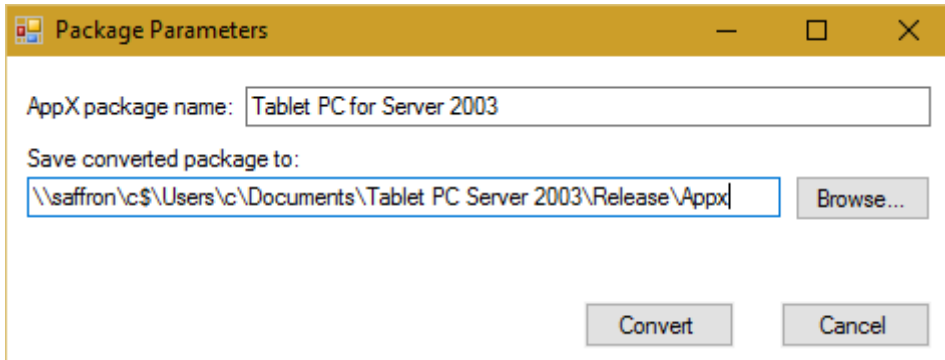 Package Parameters
AppX package name: Tablet PC for Server 2003
Save converted package to:
\\saffron\c$\Users\c\Documents\Tablet PC Server 2003\Release\Appx Browse...
Convert Cancel